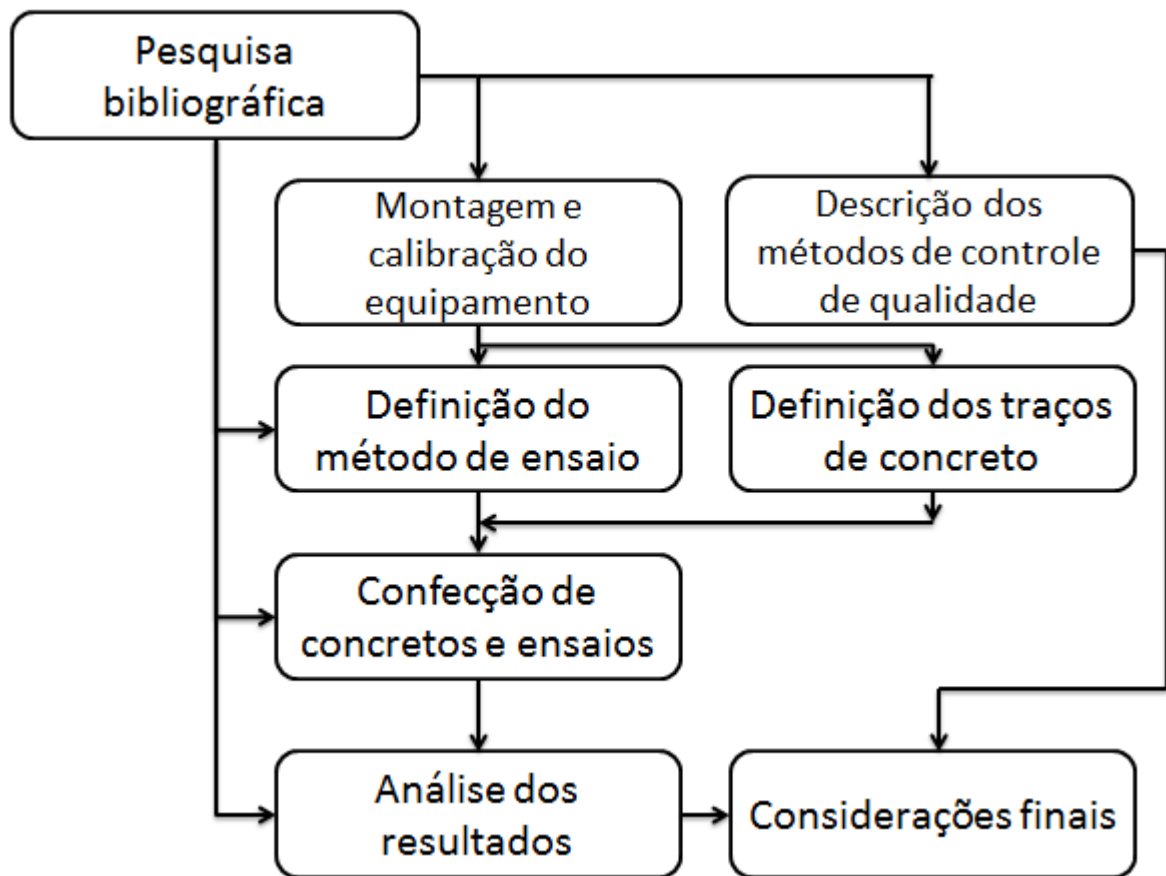 Pesquisa
bibliográfica
Montagem e
calibração do
equipamento
Descrição dos
métodos de controle
de qualidade
Definição do
método de ensaio
Definição dos traços
de concreto
Confecção de
concretos e ensaios
Análise dos
resultados
Considerações finais